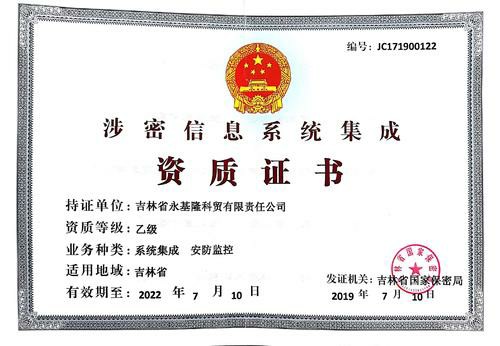 编号：JC171900122
涉密信息系统集成
资质证书
持证单位：吉林省永基隆科贸有限责任公司
资质等级：乙级
业务种类：系统集成 安防监控
适用地域：吉林省
有效期至：2022 年 7 月 10 日
发证机关：吉林省国家保密局
2019 年 7 月 10 日
吉林省国家保密局